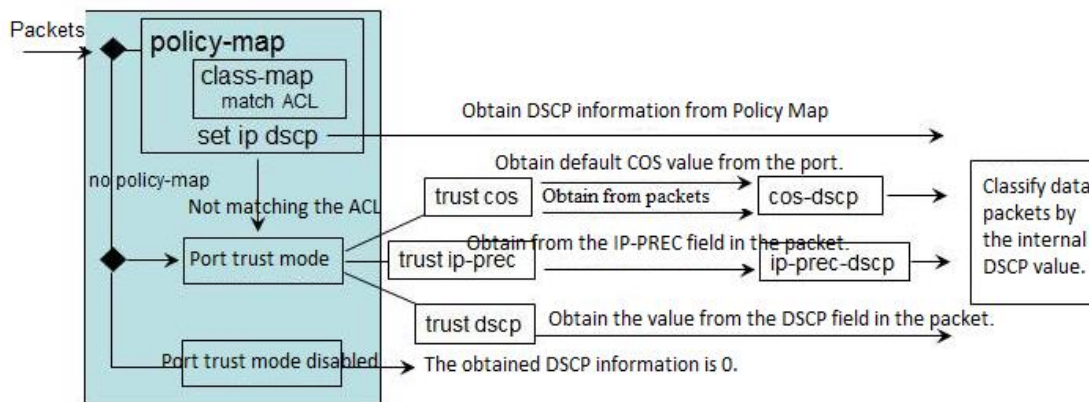 Packets
policy-map
class-map
match ACL
set ip dscp
Obtain DSCP information from Policy Map
no policy-map
Not matching the ACL
Obtain default COS value from the port.
trust cos
Obtain from packets
cos-dscp
Port trust mode
Obtain from the IP-PREC field in the packet.
trust ip-prec
ip-prec-dscp
trust dscp
Obtain the value from the DSCP field in the packet.
Port trust mode disabled
The obtained DSCP information is 0.
Classify data
packets by
the internal
DSCP value.